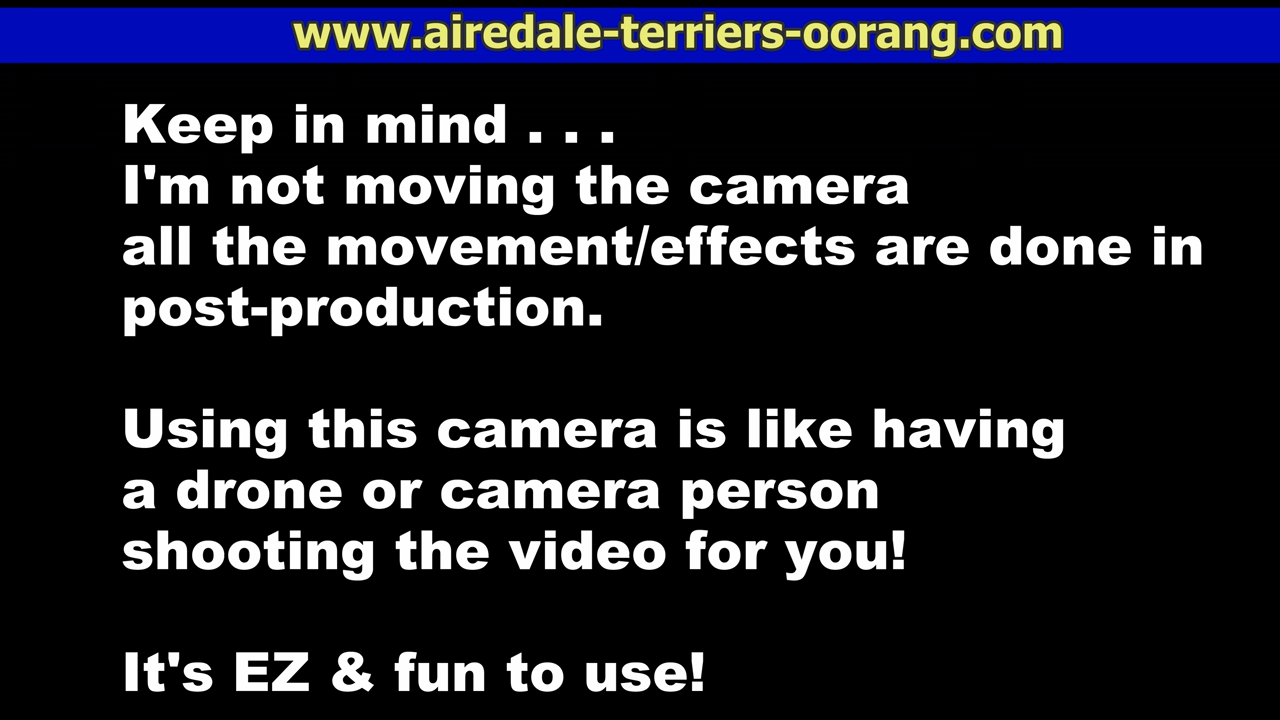 www.airedale-terriers-oorang.com
Keep in mind . . .
I'm not moving the camera
all the movement/effects are done in
post-production.
Using this camera is like having
a drone or camera person
shooting the video for you!
It's EZ & fun to use!